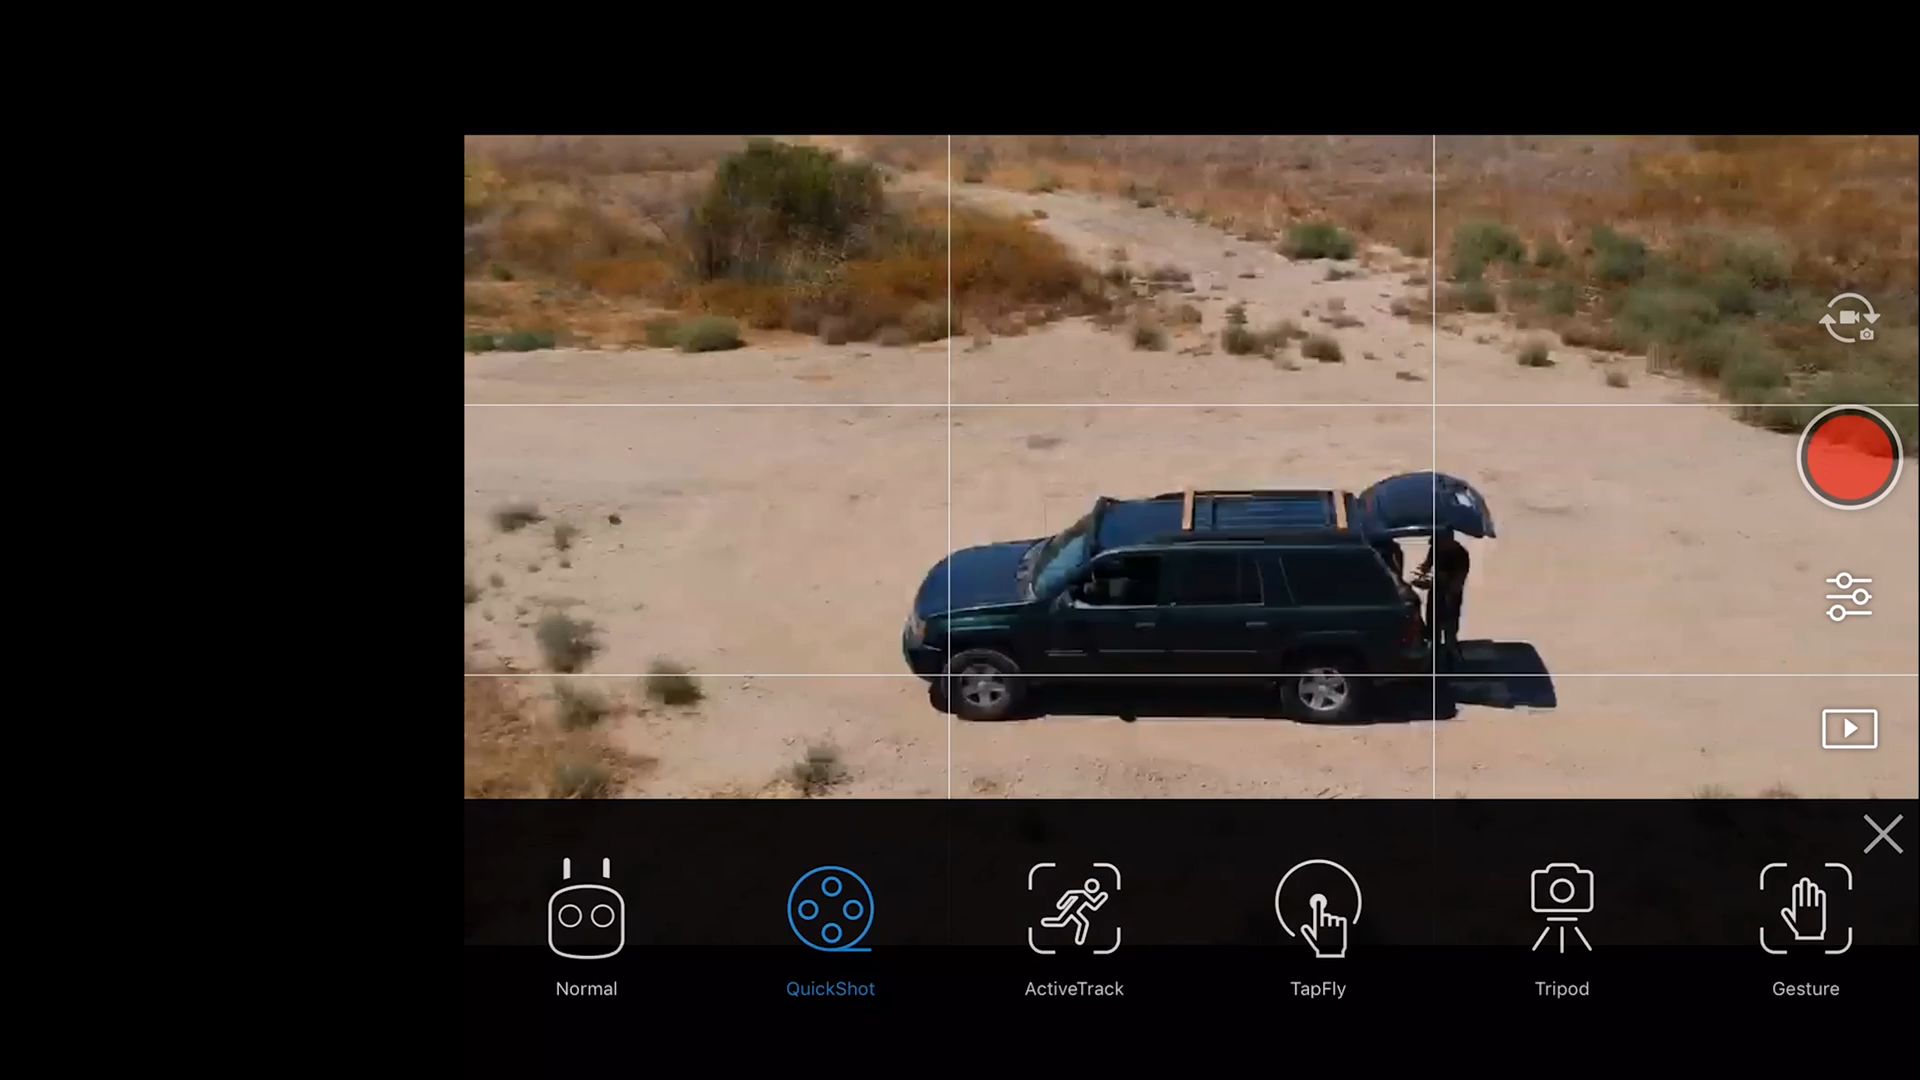 Normal
QuickShot
ActiveTrack
TapFly
Tripod
Gesture